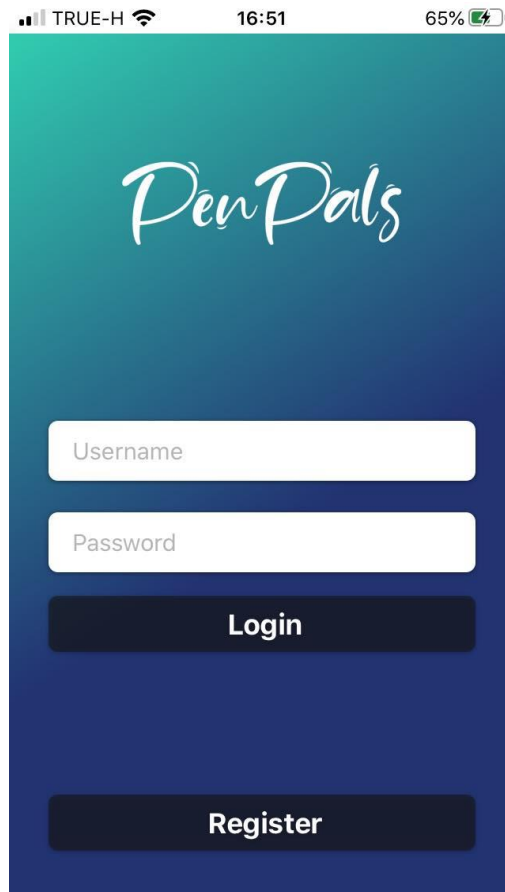 TRUE-H 16:51 65%
PenPals
Username
Password
Login
Register